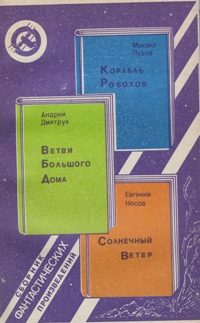 Михаил
Пухов
Корабль
Роботов
Андрей
Дмитрук
Ветви
Большого
Дома
Евгений
Носов
Солнечный
Ветер
Сборник
фантастических
произведений